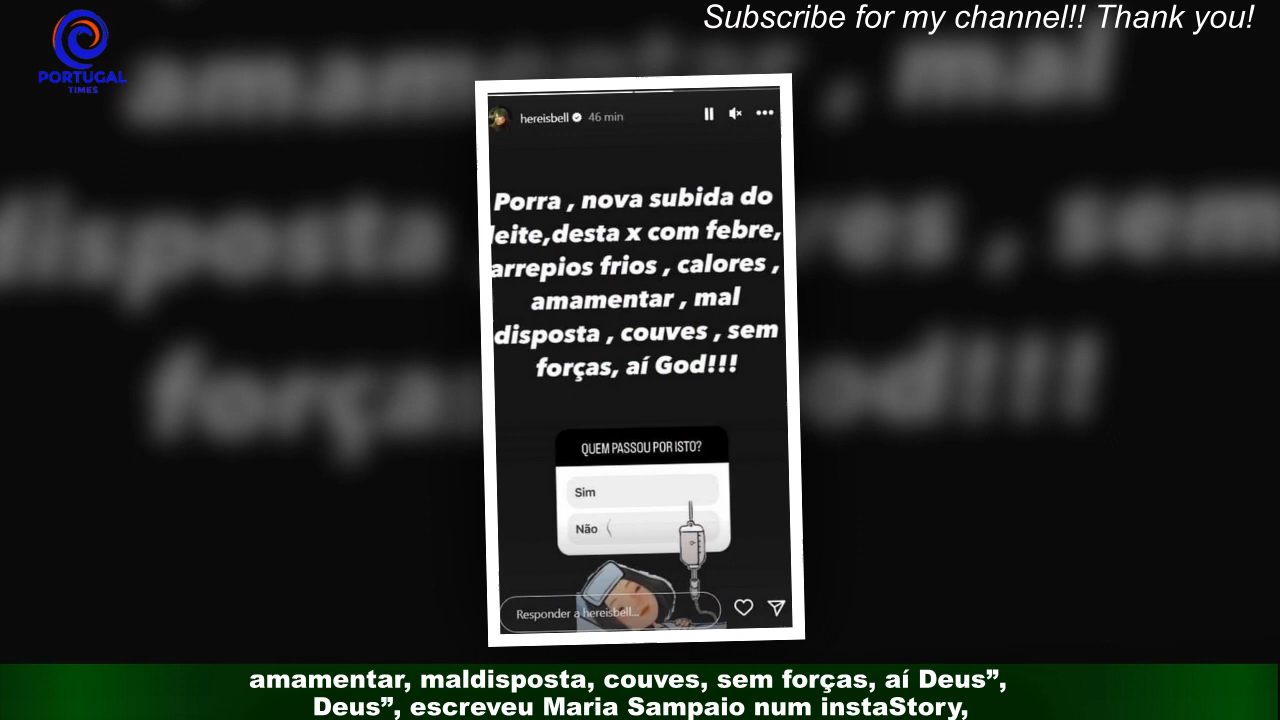 Subscribe for my channel!! Thank you!
PORTUGAL
TIMES
hereisbell 46 min
Porra , nova subida do
leite,desta x com febre,
arrepios frios , calores ,
amamentar , mal
disposta , couves , sem
forças, aí God!!!
QUEM PASSOU POR ISTO?
Sim
Não
Responder a hereisbell...
amamentar, maldisposta, couves, sem forças, aí Deus”,
Deus”, escreveu Maria Sampaio num instaStory,